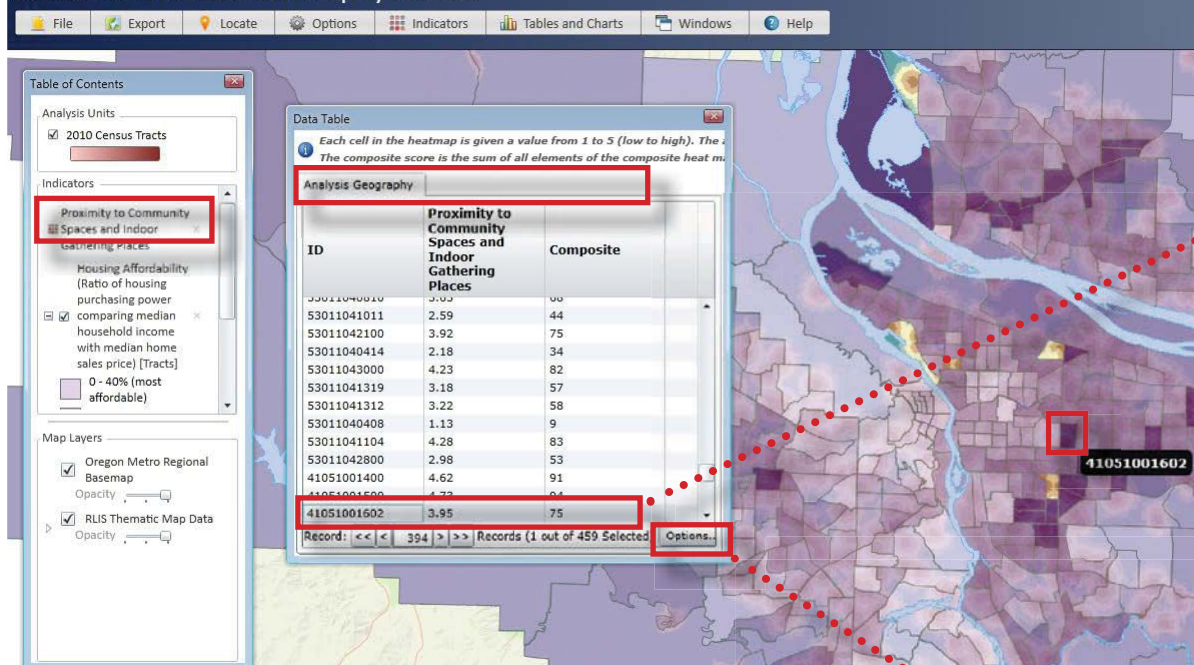 File Export Locate Options Indicators Tables and Charts Windows Help
Table of Contents
Analysis Units
2010 Census Tracts
Indicators
Proximity to Community
Spaces and Indoor
Gathering Places
Housing Affordability
(Ratio of housing
purchasing power
comparing median
household income
with median home
sales price) [Tracts]
0 - 40% (most
affordable)
Map Layers
Oregon Metro Regional
Basemap
Opacity
RLIS Thematic Map Data
Opacity
Data Table
Each cell in the heatmap is given a value from 1 to 5 (low to high). The
The composite score is the sum of all elements of the composite heat
Analysis Geography
ID
Proximity to
Community
Spaces and
Indoor
Gathering
Places
Composite
53011041011 2.59 44
53011042100 3.92 75
53011040414 2.18 34
53011043000 4.23 82
53011041319 3.18 57
53011041312 3.22 58
53011040408 1.13 9
53011041104 4.28 83
53011042800 2.98 53
41051001400 4.62 91
41051001602 3.95 75
Record: << < 394 > >> Records (1 out of 459 Selected Options..
41051001602